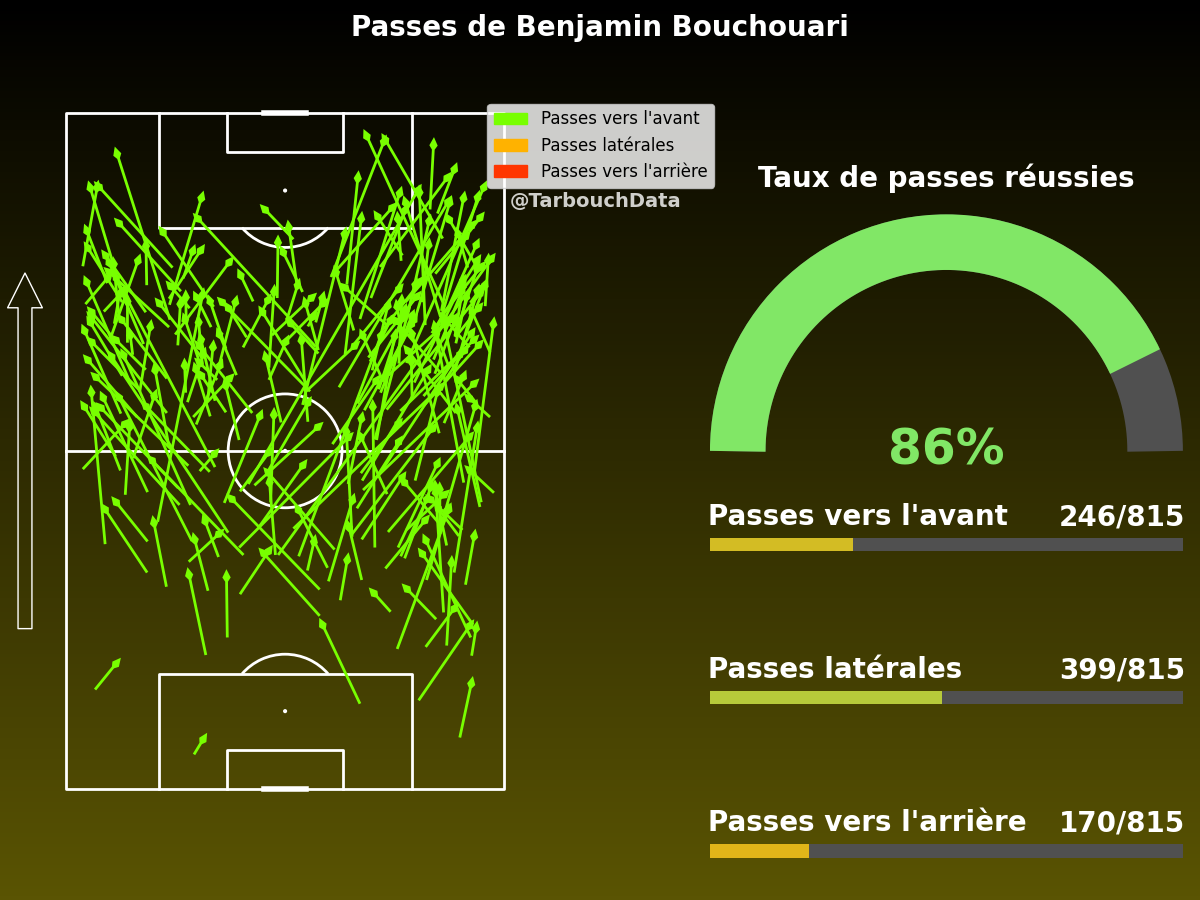 Passes de Benjamin Bouchouari
Passes vers l'avant
Passes latérales
Passes vers l'arrière
@TarbouchData
Taux de passes réussies
86%
Passes vers l'avant 246/815
Passes latérales 399/815
Passes vers l'arrière 170/815